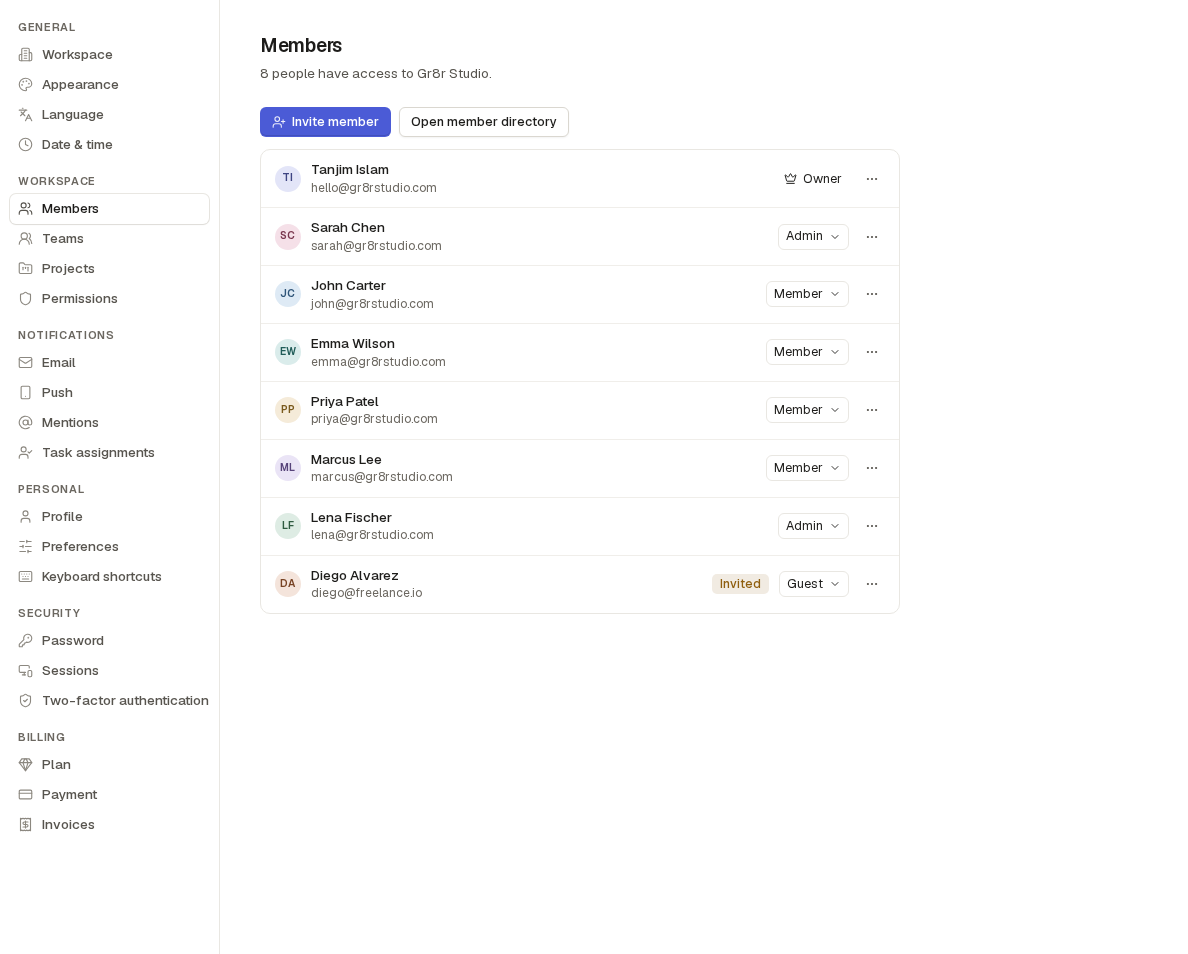 GENERAL
Workspace
Appearance
Language
Date & time
WORKSPACE
Members
Teams
Projects
Permissions
NOTIFICATIONS
Email
Push
Mentions
Task assignments
PERSONAL
Profile
Preferences
Keyboard shortcuts
SECURITY
Password
Sessions
Two-factor authentication
BILLING
Plan
Payment
Invoices
Members
8 people have access to Gr8r Studio.
Invite member
Open member directory
TI
Tanjim Islam
hello@gr8rstudio.com
Owner
SC
Sarah Chen
sarah@gr8rstudio.com
Admin
JC
John Carter
john@gr8rstudio.com
Member
EW
Emma Wilson
emma@gr8rstudio.com
Member
PP
Priya Patel
priya@gr8rstudio.com
Member
ML
Marcus Lee
marcus@gr8rstudio.com
Member
LF
Lena Fischer
lena@gr8rstudio.com
Admin
DA
Diego Alvarez
diego@freelance.io
Invited
Guest